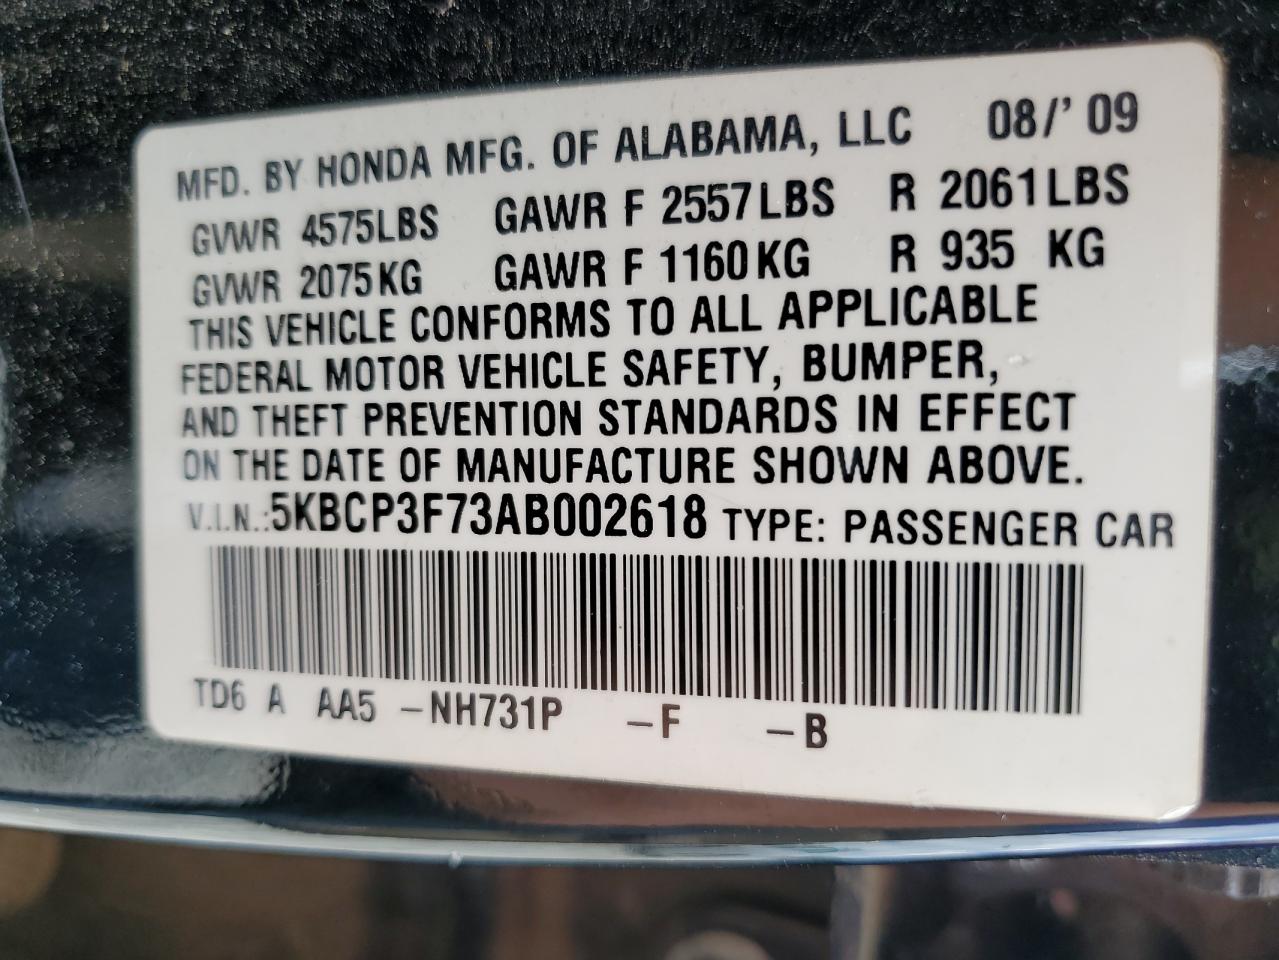 MFD. BY HONDA MFG. OF ALABAMA, LLC 08/' 09
GVWR 4575LBS GAWR F 2557LBS R 2061LBS
GVWR 2075KG GAWR F 1160KG R 935 KG
THIS VEHICLE CONFORMS TO ALL APPLICABLE
FEDERAL MOTOR VEHICLE SAFETY, BUMPER,
AND THEFT PREVENTION STANDARDS IN EFFECT
ON THE DATE OF MANUFACTURE SHOWN ABOVE.
V.I.N.:5KBCP3F73AB002618 TYPE: PASSENGER CAR
TD6 A AA5 -NH731P -F -B